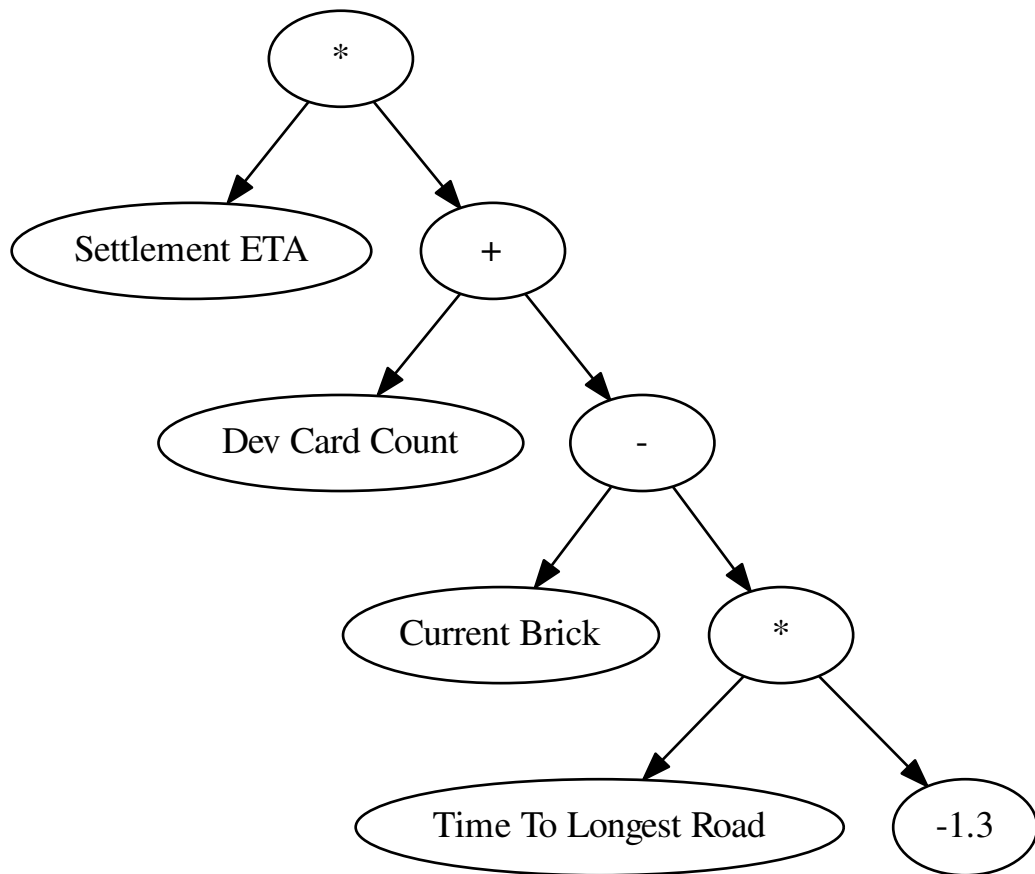 *
Settlement ETA
+
Dev Card Count
-
Current Brick
*
Time To Longest Road
-1.3